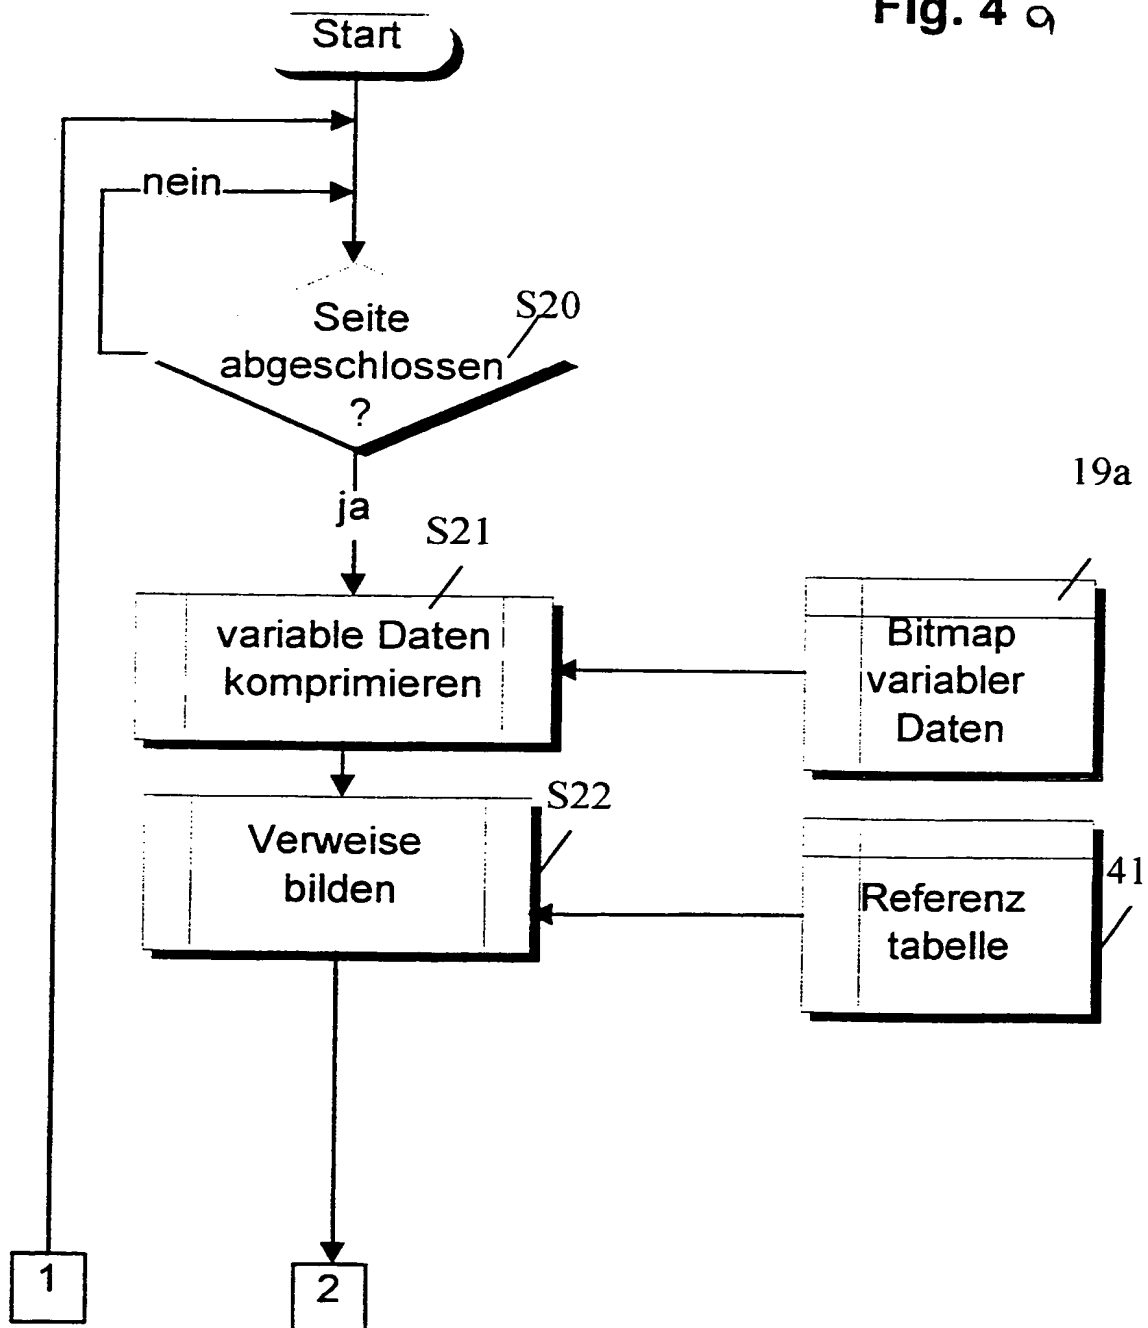 Fig. 4 a
Start
nein
S20
Seite
abgeschlossen
?
ja
S21
19a
variable Daten
komprimieren
Bitmap
variabler
Daten
S22
Verweise
bilden
41
Referenz
tabelle
1
2